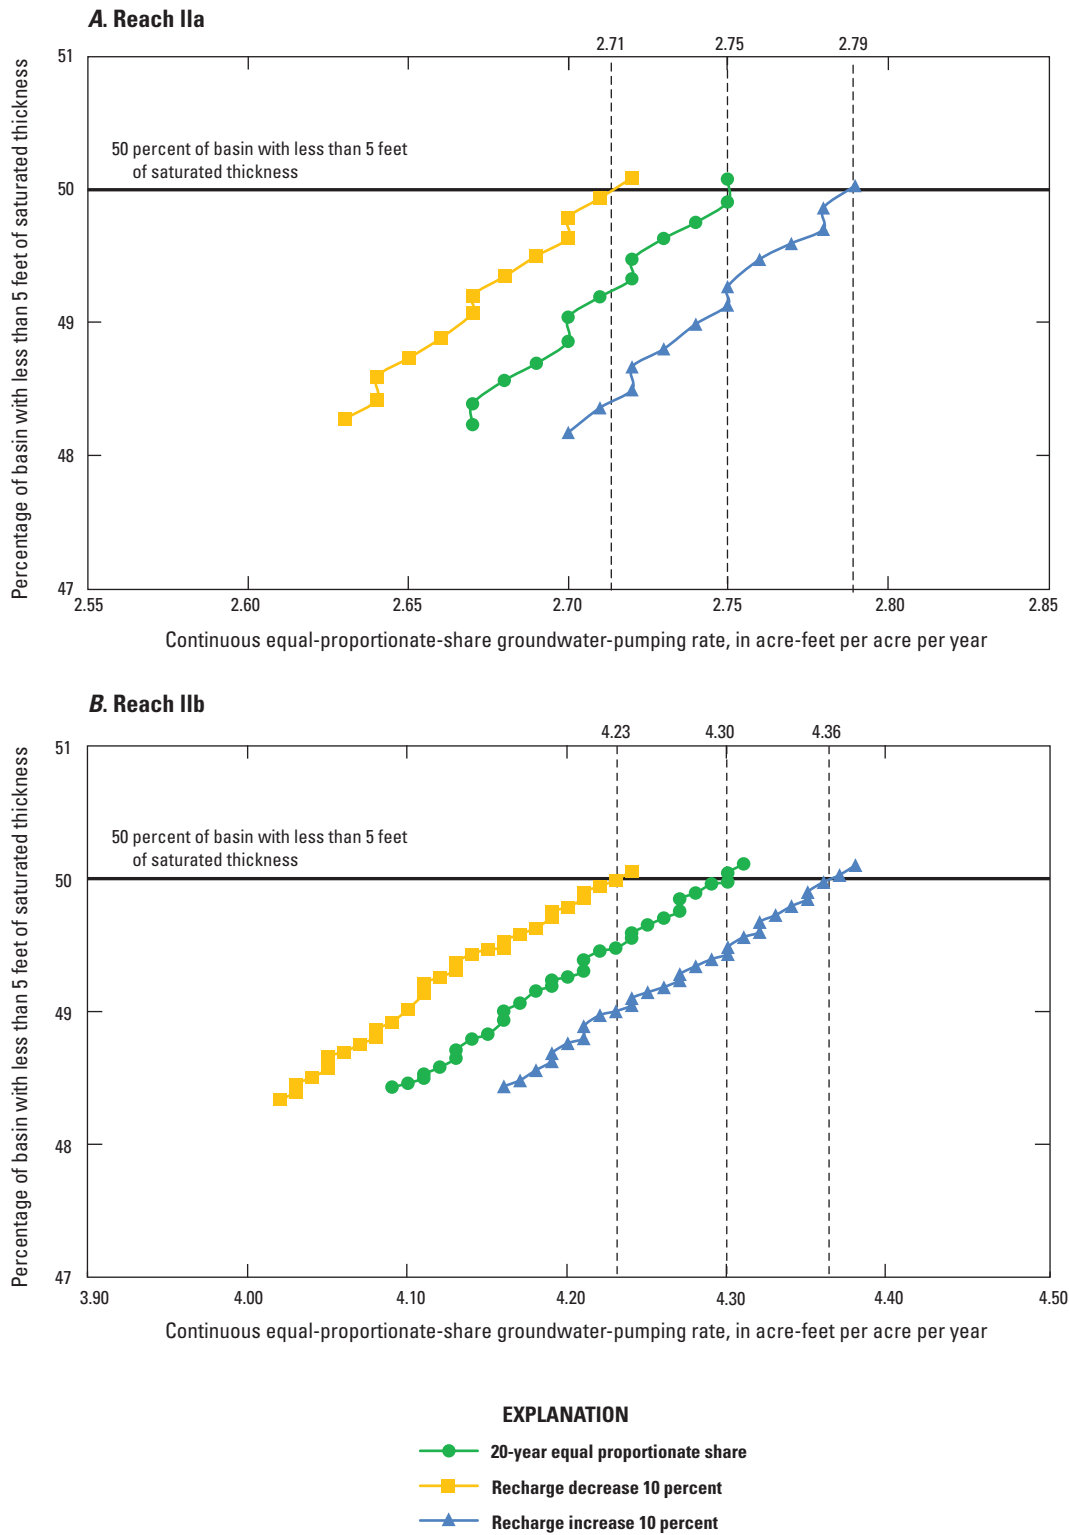 A. Reach IIa
2.71 2.75 2.79
51
50 percent of basin with less than 5 feet
of saturated thickness
50
49
48
47
Percentage of basin with less than 5 feet of saturated thickness
2.55 2.60 2.65 2.70 2.75 2.80 2.85
Continuous equal-proportionate-share groundwater-pumping rate, in acre-feet per acre per year
B. Reach IIb
4.23 4.30 4.36
51
50 percent of basin with less than 5 feet
of saturated thickness
50
49
48
47
Percentage of basin with less than 5 feet of saturated thickness
3.90 4.00 4.10 4.20 4.30 4.40 4.50
Continuous equal-proportionate-share groundwater-pumping rate, in acre-feet per acre per year
EXPLANATION
20-year equal proportionate share
Recharge decrease 10 percent
Recharge increase 10 percent